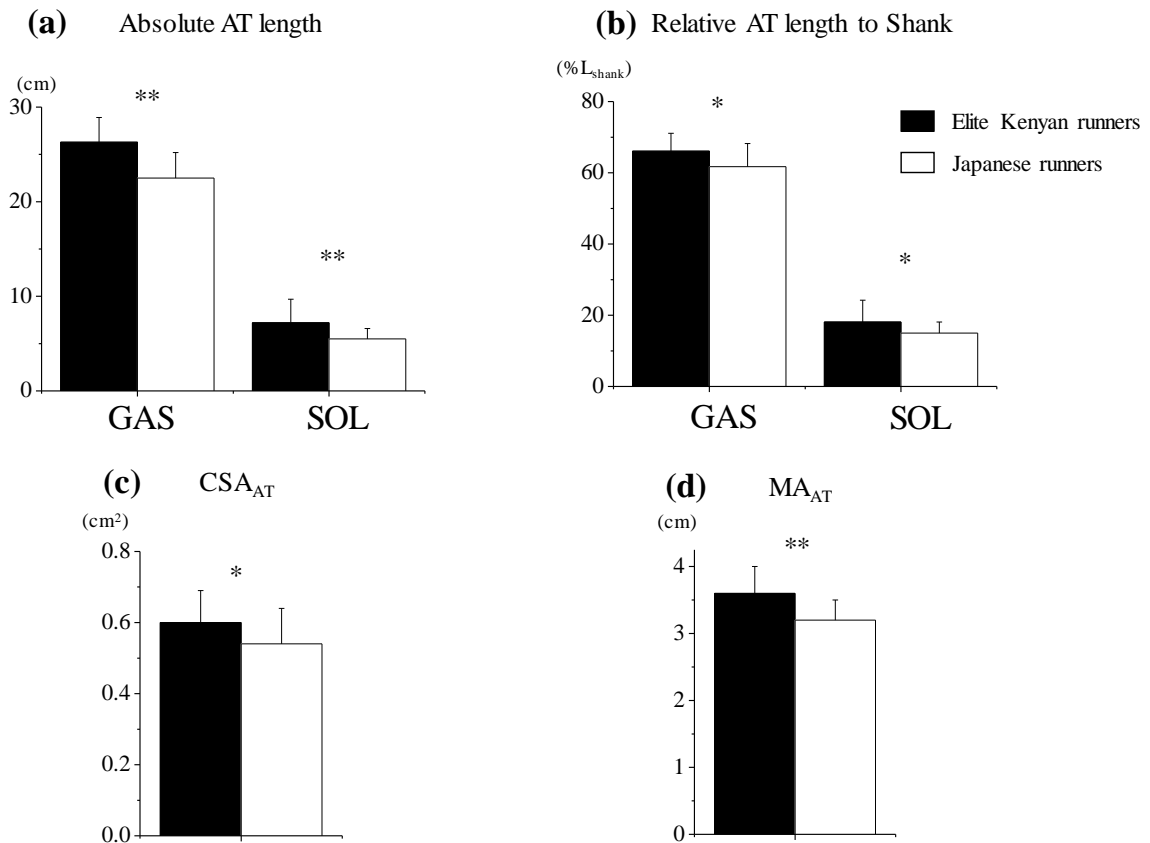 (a) Absolute AT length
(cm)
**
30
20
10
0
**
GAS SOL
(b) Relative AT length to Shank
(%Lshank)
*
80
60
40
20
0
*
GAS SOL
Elite Kenyan runners
Japanese runners
(c) CSAAT
(cm²)
*
0.8
0.6
0.4
0.2
0.0
(d) MAAT
(cm)
**
4
3
2
1
0